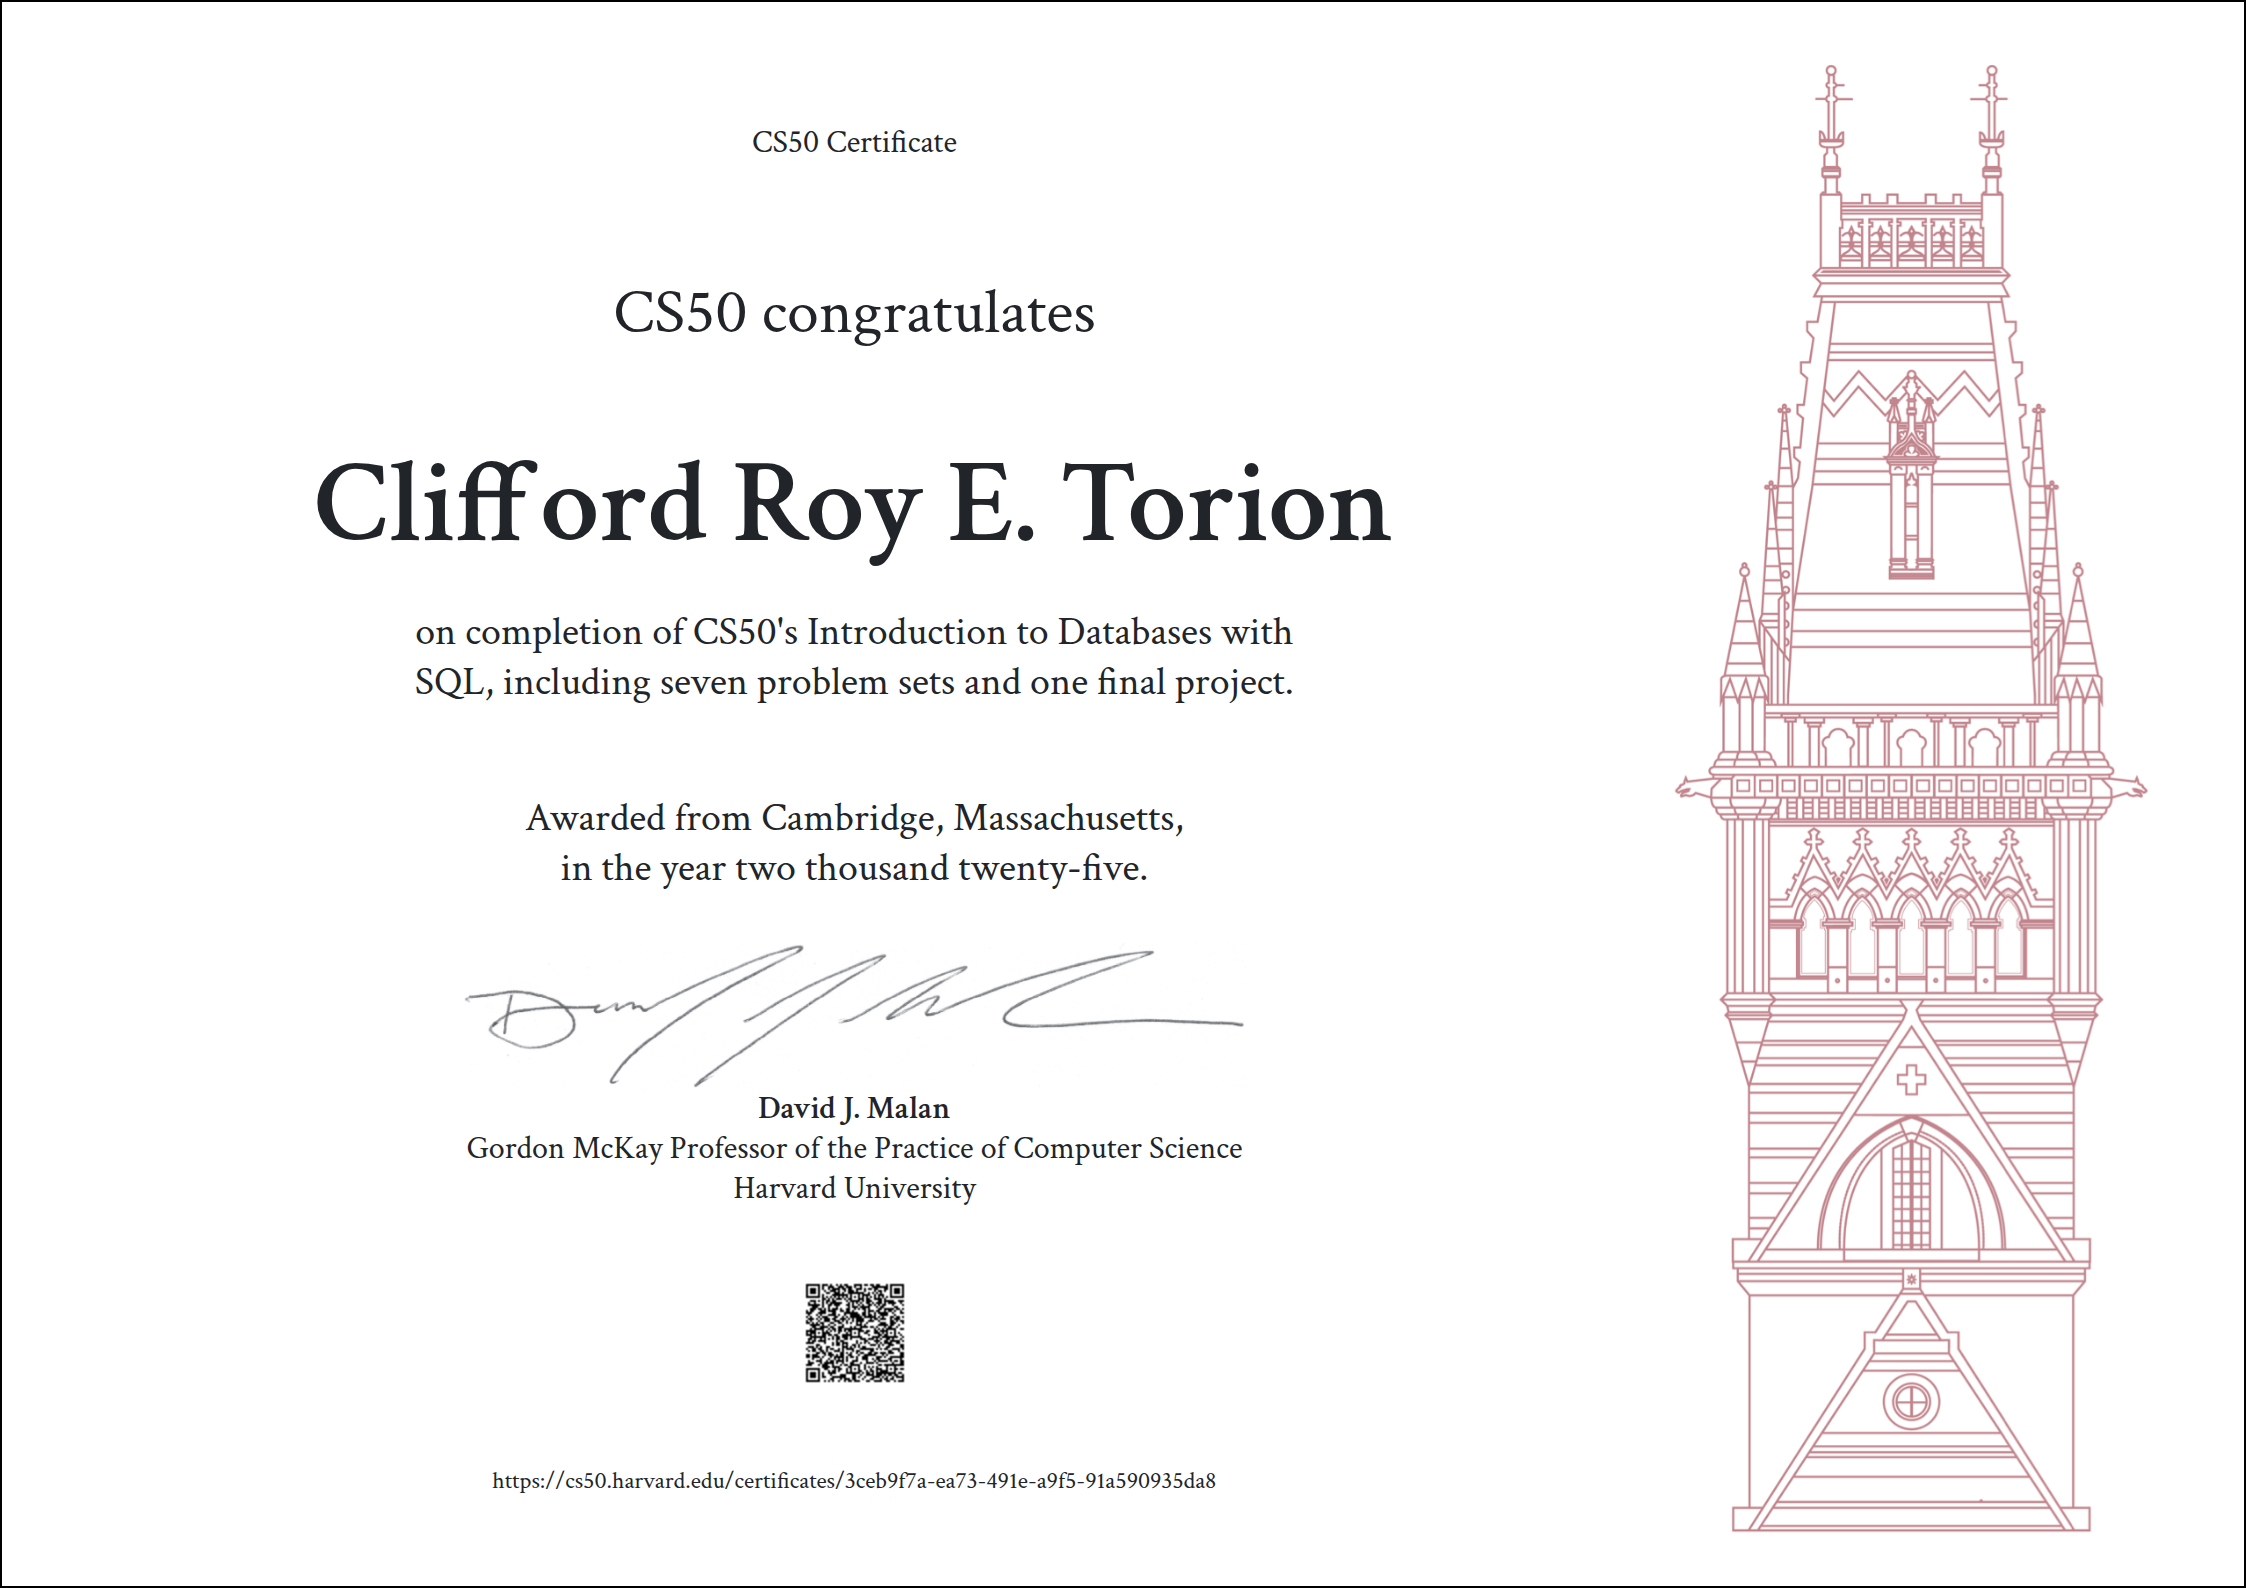 CS50 Certificate
CS50 congratulates
Clifford Roy E. Torion
on completion of CS50's Introduction to Databases with
SQL, including seven problem sets and one final project.
Awarded from Cambridge, Massachusetts,
in the year two thousand twenty-five.
David J. Malan
Gordon McKay Professor of the Practice of Computer Science
Harvard University
https://cs50.harvard.edu/certificates/3ceb9f7a-ea73-491e-a9f5-91a590935da8